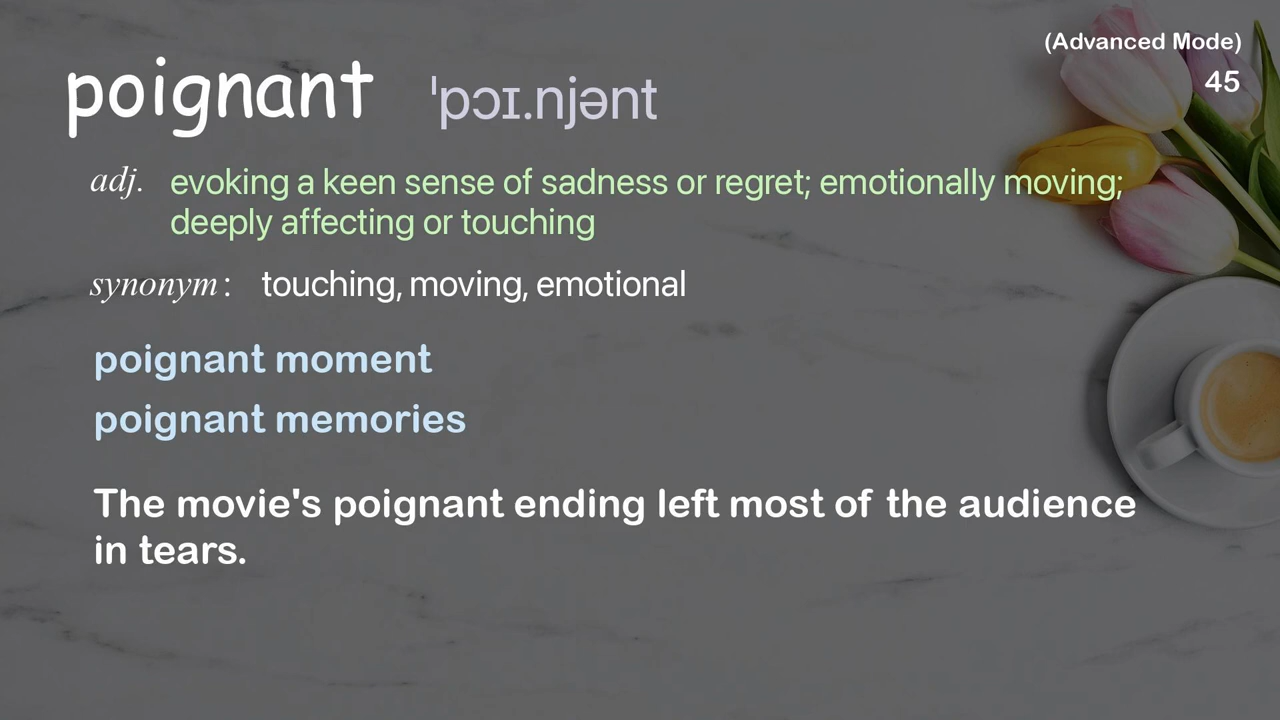 (Advanced Mode)
poignant ˈpɔɪ.njənt
45
adj. evoking a keen sense of sadness or regret; emotionally moving;
deeply affecting or touching
synonym: touching, moving, emotional
poignant moment
poignant memories
The movie's poignant ending left most of the audience
in tears.